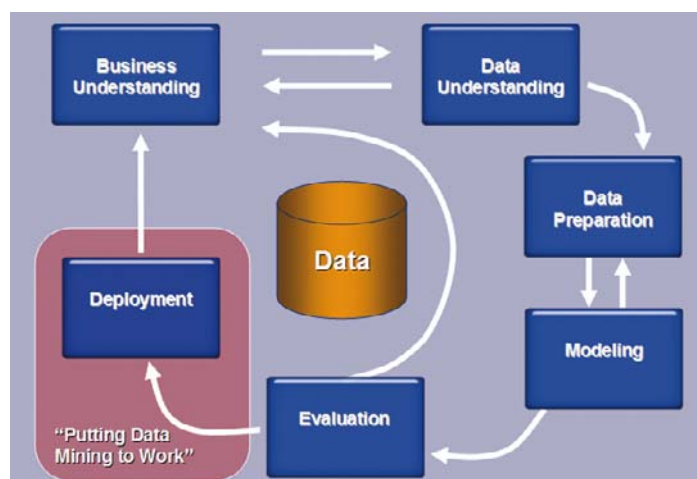 Business
Understanding
Data
Understanding
Data
Preparation
Data
Deployment
Modeling
Evaluation
“Putting Data
Mining to Work”